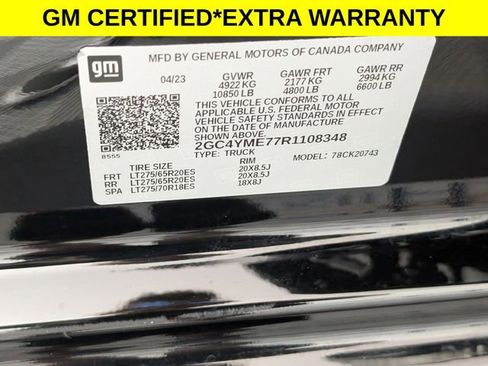 GM CERTIFIED*EXTRA WARRANTY
gm
MFD BY GENERAL MOTORS OF CANADA COMPANY
04/23 GVWR GAWR FRT GAWR RR
4922 KG 2177 KG 2994 KG
10850 LB 4800 LB 6600 LB
THIS VEHICLE CONFORMS TO ALL
APPLICABLE U.S. FEDERAL MOTOR
VEHICLE SAFETY STANDARDS IN
EFFECT ON THE DATE OF
MANUFACTURE SHOWN ABOVE.
2GC4YME77R1108348
TYPE: TRUCK MODEL: 78CK20743
8555
TIRE SIZE RIM
FRT LT275/65R20ES 20X8.5J
RR LT275/65R20ES 20X8.5J
SPA LT275/70R18ES 18X8J